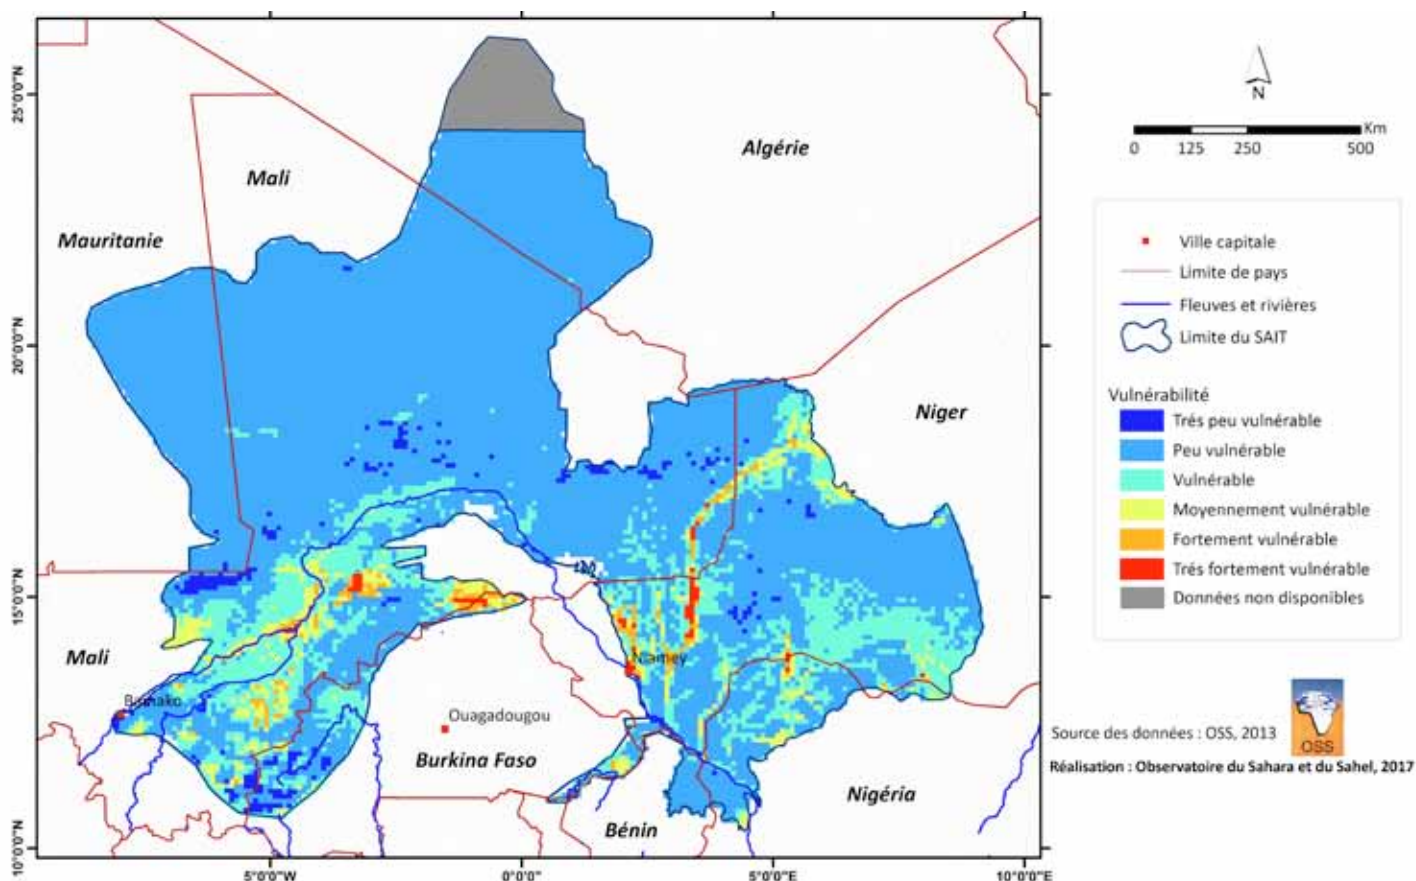 25°0'0"N
20°0'0"N
15°0'0"N
10°0'0"N
5°0'0"W
0°0'0"
5°0'0"E
10°0'0"E
Algérie
Mali
Mauritanie
Niger
Mali
Niamey
Bamako
Ouagadougou
Burkina Faso
Nigéria
Bénin
N
Km
0 125 250 500
Ville capitale
Limite de pays
Fleuves et rivières
Limite du SAIT
Vulnérabilité
Trés peu vulnérable
Peu vulnérable
Vulnérable
Moyennement vulnérable
Fortement vulnérable
Trés fortement vulnérable
Données non disponibles
Source des données : OSS, 2013
OSS
Réalisation : Observatoire du Sahara et du Sahel, 2017